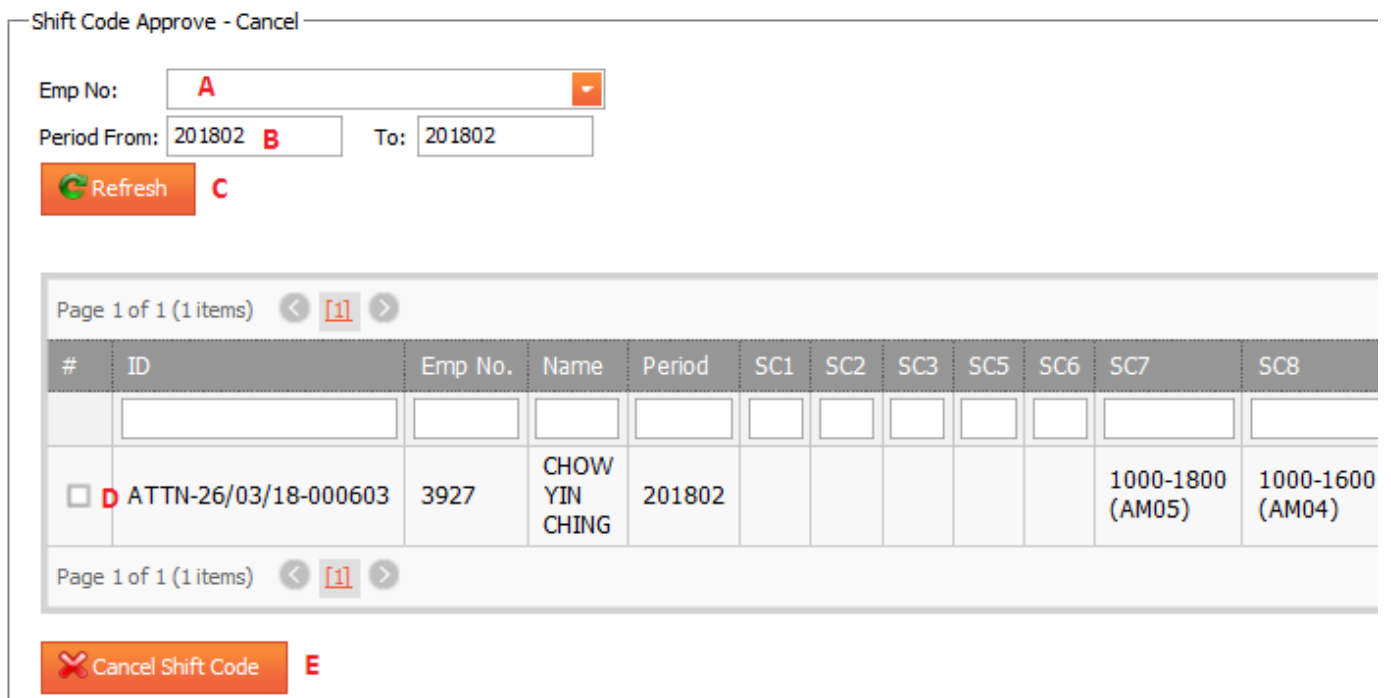 Shift Code Approve - Cancel
Emp No: A
Period From: 201802 B To: 201802
Refresh C
Page 1 of 1 (1 items) [1]
# ID Emp No. Name Period SC1 SC2 SC3 SC5 SC6 SC7 SC8
D ATTN-26/03/18-000603 3927 CHOW YIN CHING 201802 1000-1800 (AM05) 1000-1600 (AM04)
Page 1 of 1 (1 items) [1]
Cancel Shift Code E